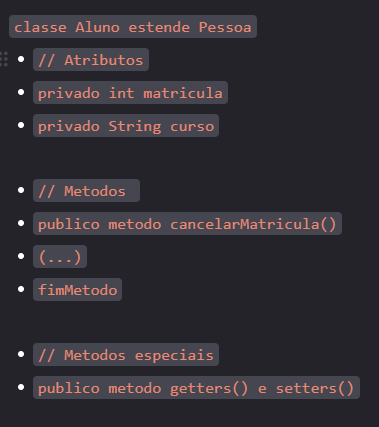 classe Aluno estende Pessoa
// Atributos
privado int matricula
privado String curso
// Metodos
publico metodo cancelarMatricula()
(...)
fimMetodo
// Metodos especiais
publico metodo getters() e setters()